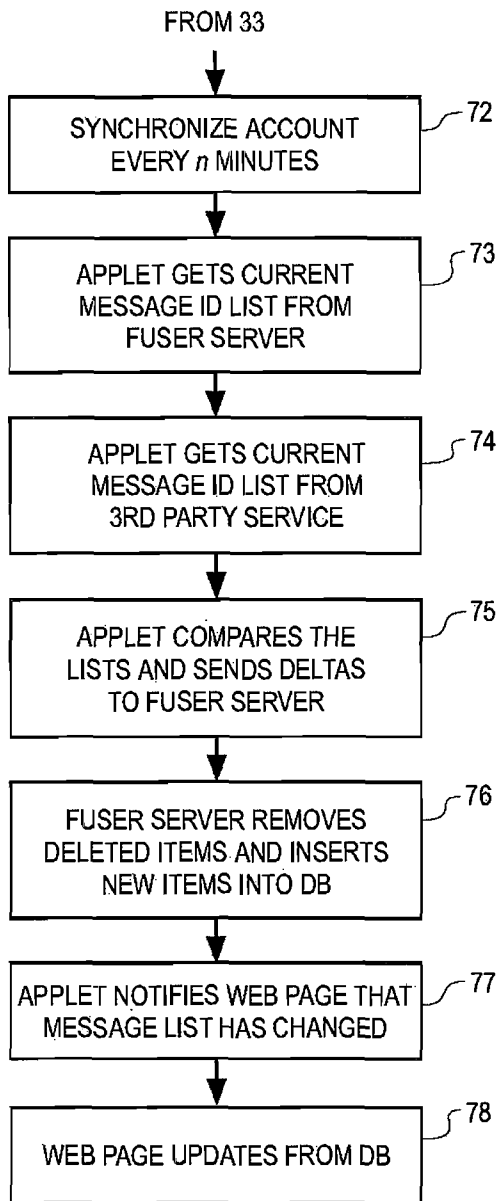 FROM 33
72
SYNCHRONIZE ACCOUNT
EVERY n MINUTES
73
APPLET GETS CURRENT
MESSAGE ID LIST FROM
FUSER SERVER
74
APPLET GETS CURRENT
MESSAGE ID LIST FROM
3RD PARTY SERVICE
75
APPLET COMPARES THE
LISTS AND SENDS DELTAS
TO FUSER SERVER
76
FUSER SERVER REMOVES
DELETED ITEMS AND INSERTS
NEW ITEMS INTO DB
77
APPLET NOTIFIES WEB PAGE THAT
MESSAGE LIST HAS CHANGED
78
WEB PAGE UPDATES FROM DB